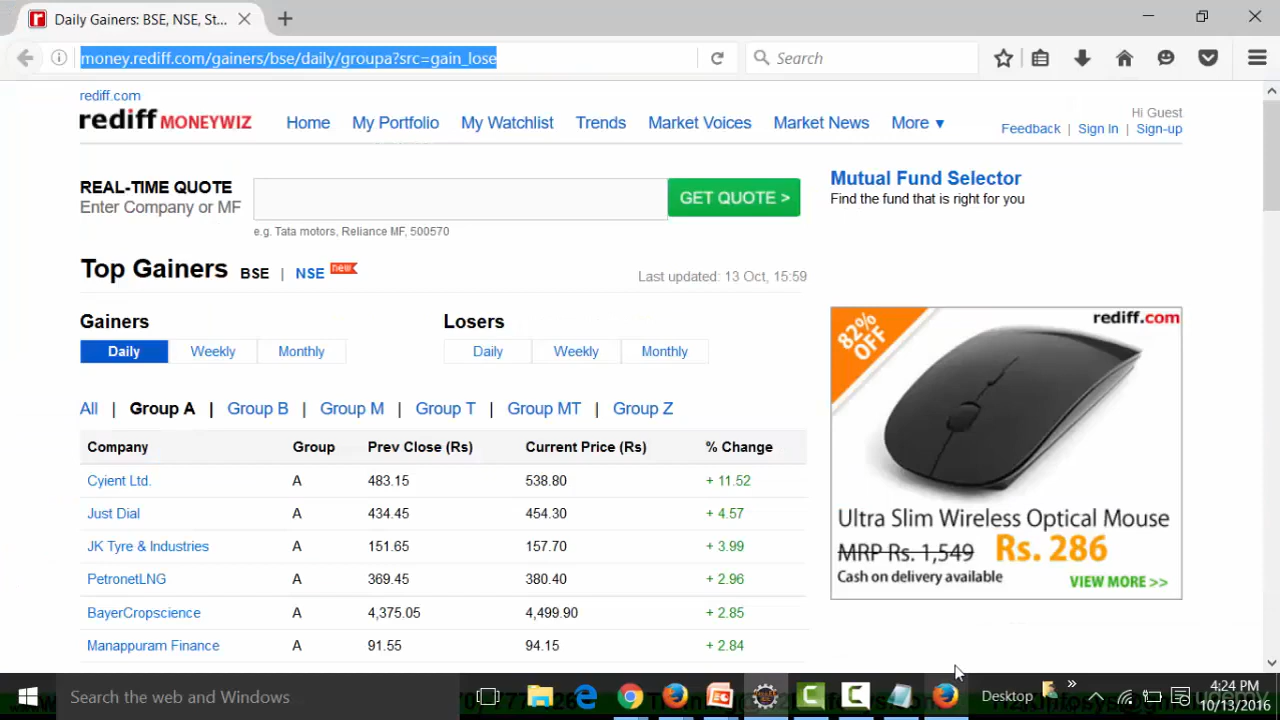 Daily Gainers: BSE, NSE, St...
money.rediff.com/gainers/bse/daily/groupa?src=gain_lose
Search
rediff.com
rediff MONEYWIZ
Home My Portfolio My Watchlist Trends Market Voices Market News More ▼
Hi Guest
Feedback | Sign In | Sign-up
REAL-TIME QUOTE
Enter Company or MF
GET QUOTE >
e.g. Tata motors, Reliance MF, 500570
Mutual Fund Selector
Find the fund that is right for you
Top Gainers BSE | NSE new
Last updated: 13 Oct, 15:59
Gainers Losers
Daily Weekly Monthly Daily Weekly Monthly
All | Group A | Group B | Group M | Group T | Group MT | Group Z
Company Group Prev Close (Rs) Current Price (Rs) % Change
Cyient Ltd. A 483.15 538.80 + 11.52
Just Dial A 434.45 454.30 + 4.57
JK Tyre & Industries A 151.65 157.70 + 3.99
PetronetLNG A 369.45 380.40 + 2.96
BayerCropscience A 4,375.05 4,499.90 + 2.85
Manappuram Finance A 91.55 94.15 + 2.84
rediff.com
82% OFF
Ultra Slim Wireless Optical Mouse
MRP Rs. 1,549 Rs. 286
Cash on delivery available
VIEW MORE >>
Search the web and Windows
Desktop
4:24 PM
10/13/2016